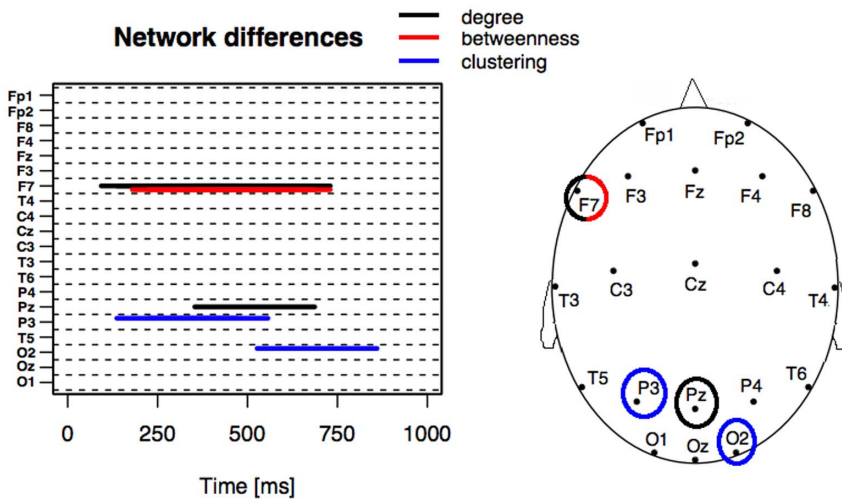 Network differences
degree
betweenness
clustering
Fp1
Fp2
F8
F4
Fz
F3
F7
T4
C4
Cz
C3
T3
T6
P4
Pz
P3
T5
O2
Oz
O1
0 250 500 750 1000
Time [ms]
Fp1 Fp2
F7 F3 Fz F4 F8
T3 C3 Cz C4 T4
T5 P3 Pz P4 T6
O1 Oz O2